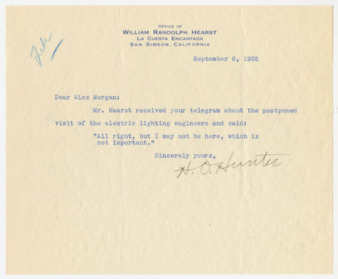 OFFICE OF
WILLIAM RANDOLPH HEARST
LA CUESTA ENCANTADA
SAN SIMEON, CALIFORNIA
September 6, 1935
Dear Miss Morgan:
Mr. Hearst received your telegram about the postponed
visit of the electric lighting engineers and said:
"All right, but I may not be here, which is
not important."
Sincerely yours,
H. O. Hunter